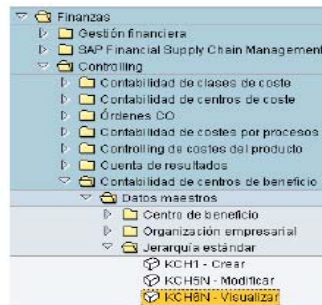 Finanzas
Gestión financiera
SAP Financial Supply Chain Management
Controlling
Contabilidad de clases de coste
Contabilidad de centros de coste
Órdenes CO
Contabilidad de costes por procesos
Controlling de costes del producto
Cuenta de resultados
Contabilidad de centros de beneficio
Datos maestros
Centro de beneficio
Organización empresarial
Jerarquía estándar
KCH1 - Crear
KCH5N - Modificar
KCH6N - Visualizar